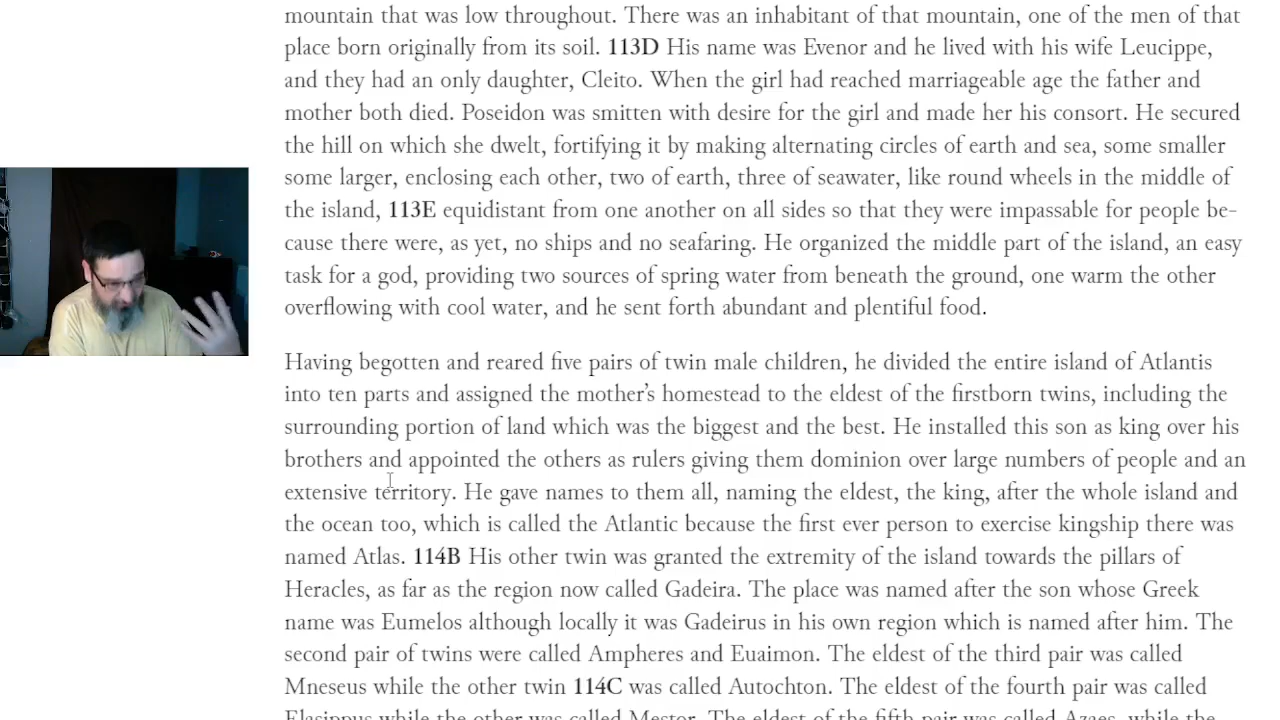 mountain that was low throughout. There was an inhabitant of that mountain, one of the men of that
place born originally from its soil. 113D His name was Evenor and he lived with his wife Leucippe,
and they had an only daughter, Cleito. When the girl had reached marriageable age the father and
mother both died. Poseidon was smitten with desire for the girl and made her his consort. He secured
the hill on which she dwelt, fortifying it by making alternating circles of earth and sea, some smaller
some larger, enclosing each other, two of earth, three of seawater, like round wheels in the middle of
the island, 113E equidistant from one another on all sides so that they were impassable for people be-
cause there were, as yet, no ships and no seafaring. He organized the middle part of the island, an easy
task for a god, providing two sources of spring water from beneath the ground, one warm the other
overflowing with cool water, and he sent forth abundant and plentiful food.
Having begotten and reared five pairs of twin male children, he divided the entire island of Atlantis
into ten parts and assigned the mother’s homestead to the eldest of the firstborn twins, including the
surrounding portion of land which was the biggest and the best. He installed this son as king over his
brothers and appointed the others as rulers giving them dominion over large numbers of people and an
extensive territory. He gave names to them all, naming the eldest, the king, after the whole island and
the ocean too, which is called the Atlantic because the first ever person to exercise kingship there was
named Atlas. 114B His other twin was granted the extremity of the island towards the pillars of
Heracles, as far as the region now called Gadeira. The place was named after the son whose Greek
name was Eumelos although locally it was Gadeirus in his own region which is named after him. The
second pair of twins were called Ampheres and Euaimon. The eldest of the third pair was called
Mneseus while the other twin 114C was called Autochton. The eldest of the fourth pair was called
Elasippus while the other was called Mestor. The eldest of the fifth pair was called Azaes, while the